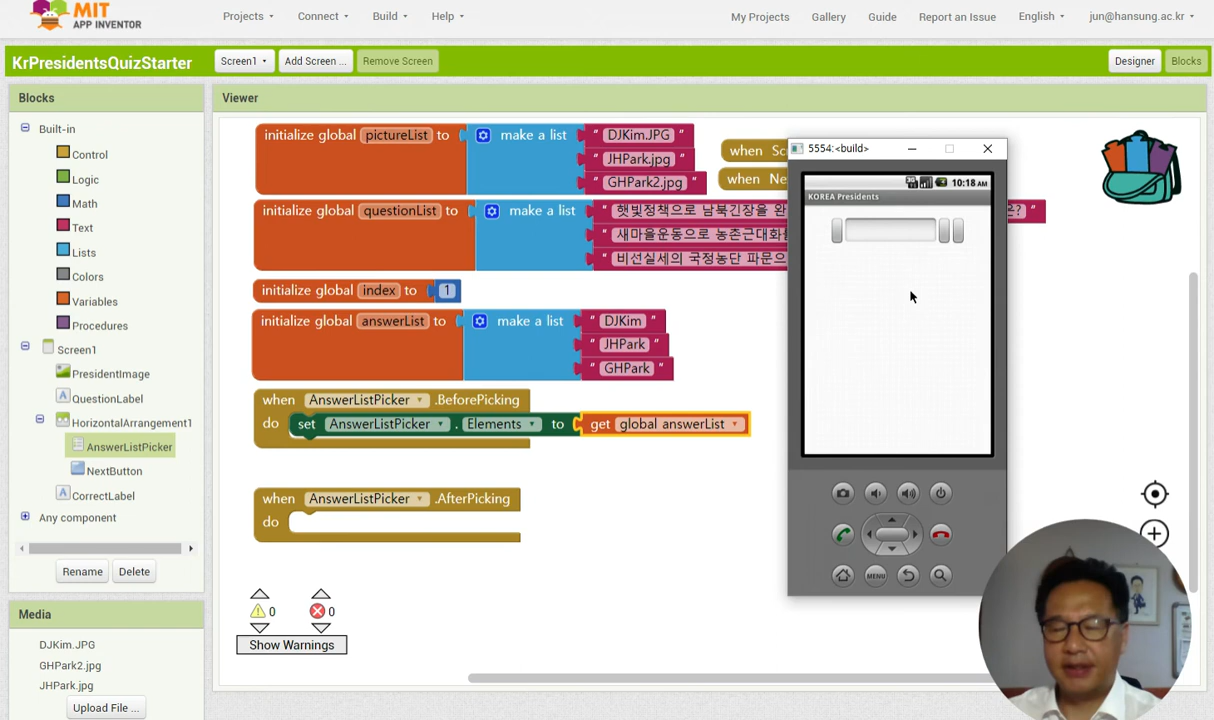 MIT
APP INVENTOR
Projects Connect Build Help My Projects Gallery Guide Report an Issue English jun@hansung.ac.kr
KrPresidentsQuizStarter Screen1 Add Screen ... Remove Screen Designer Blocks
Blocks
Viewer
Built-in
Control
Logic
Math
Text
Lists
Colors
Variables
Procedures
Screen1
PresidentImage
QuestionLabel
HorizontalArrangement1
AnswerListPicker
NextButton
CorrectLabel
Any component
Rename Delete
Media
DJKim.JPG
GHPark2.jpg
JHPark.jpg
Upload File ...
initialize global pictureList to make a list " DJKim.JPG "
" JHPark.jpg "
" GHPark2.jpg "
when Sc
when Ne
initialize global questionList to make a list " 햇빛정책으로 남북긴장을 완 은? "
" 새마을운동으로 농촌근대화를
" 비선실세의 국정농단 파문으
initialize global index to 1
initialize global answerList to make a list " DJKim "
" JHPark "
" GHPark "
when AnswerListPicker .BeforePicking
do set AnswerListPicker . Elements to get global answerList
when AnswerListPicker .AfterPicking
do
0 0
Show Warnings
5554:<build>
10:18 AM
KOREA Presidents
MENU